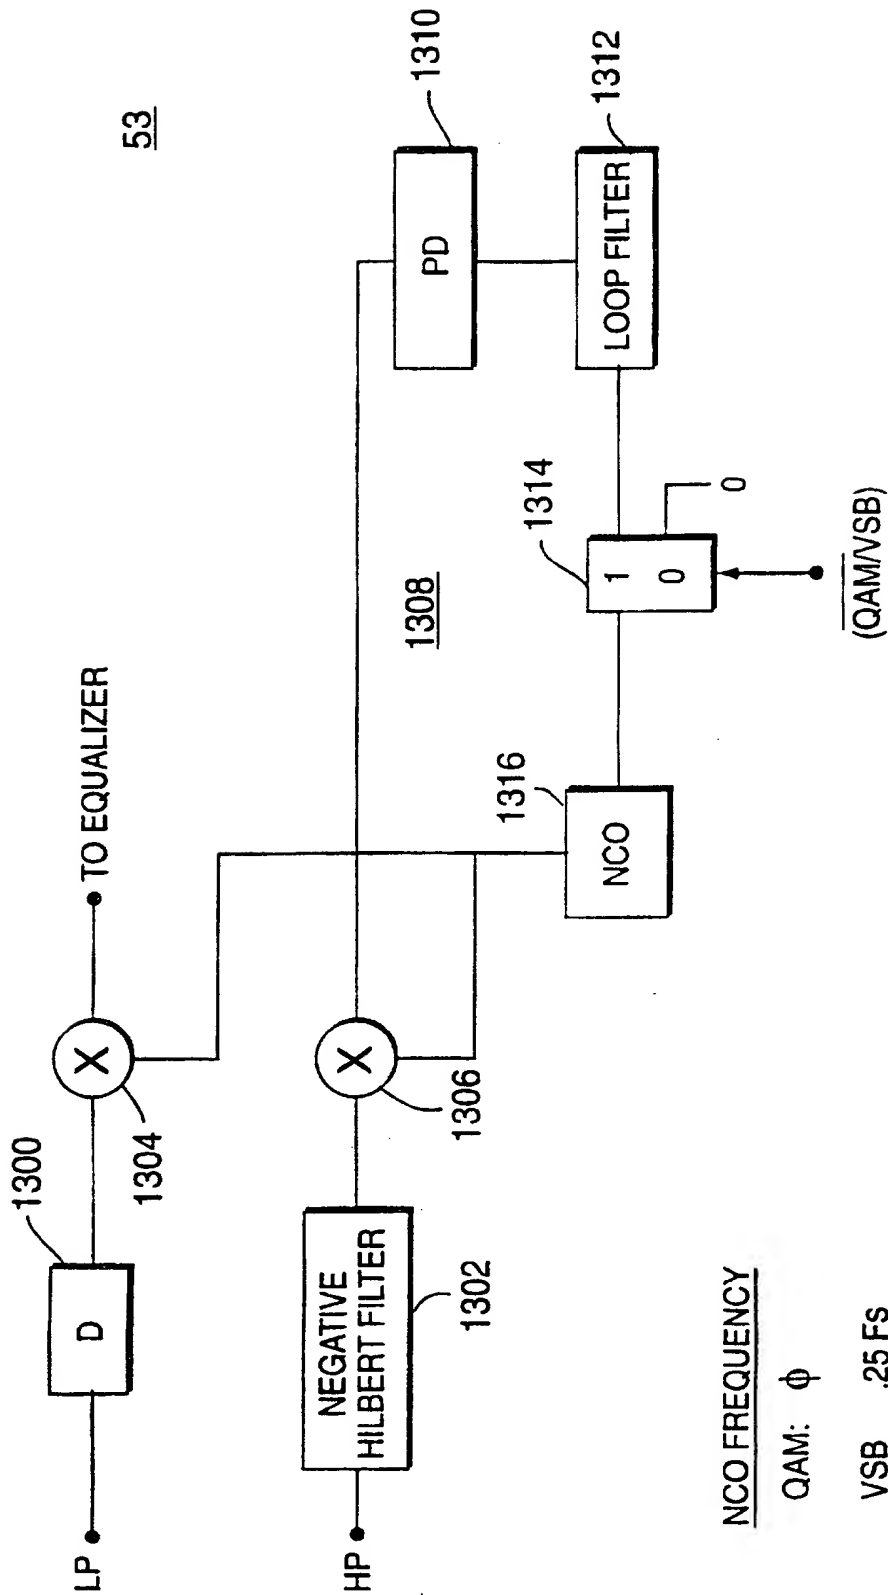 53
LP
D
1300
X
1304
TO EQUALIZER
HP
NEGATIVE
HILBERT FILTER
1302
X
1306
1308
PD
1310
LOOP FILTER
1312
1314
1
0
0
(QAM/VSB)
NCO
1316
NCO FREQUENCY
QAM: ϕ
VSB .25 Fs